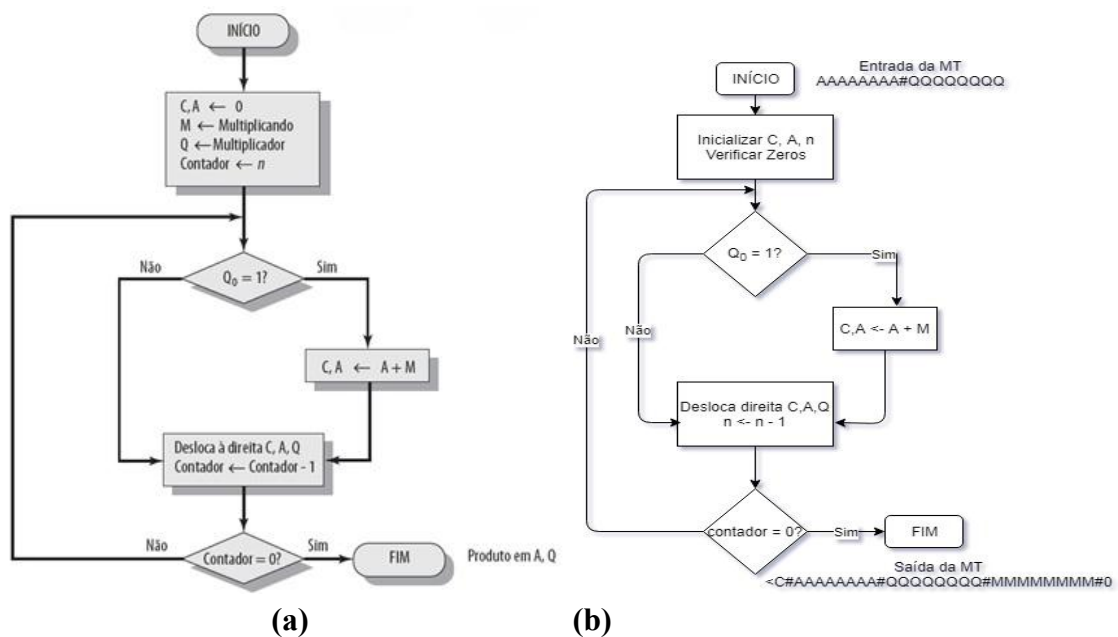 INÍCIO
C, A ← 0
M ← Multiplicando
Q ← Multiplicador
Contador ← n
Não
Q₀ = 1?
Sim
C, A ← A + M
Desloca à direita C, A, Q
Contador ← Contador - 1
Não
Contador = 0?
Sim
FIM
Produto em A, Q
(a)
INÍCIO
Entrada da MT
AAAAAAAA#QQQQQQQQ
Inicializar C, A, n
Verificar Zeros
Q₀ = 1?
Sim
Não
Não
C,A <- A + M
Desloca direita C,A,Q
n <- n - 1
contador = 0?
Sim
FIM
Saída da MT
<C#AAAAAAAA#QQQQQQQQ#MMMMMMMM#0
(b)